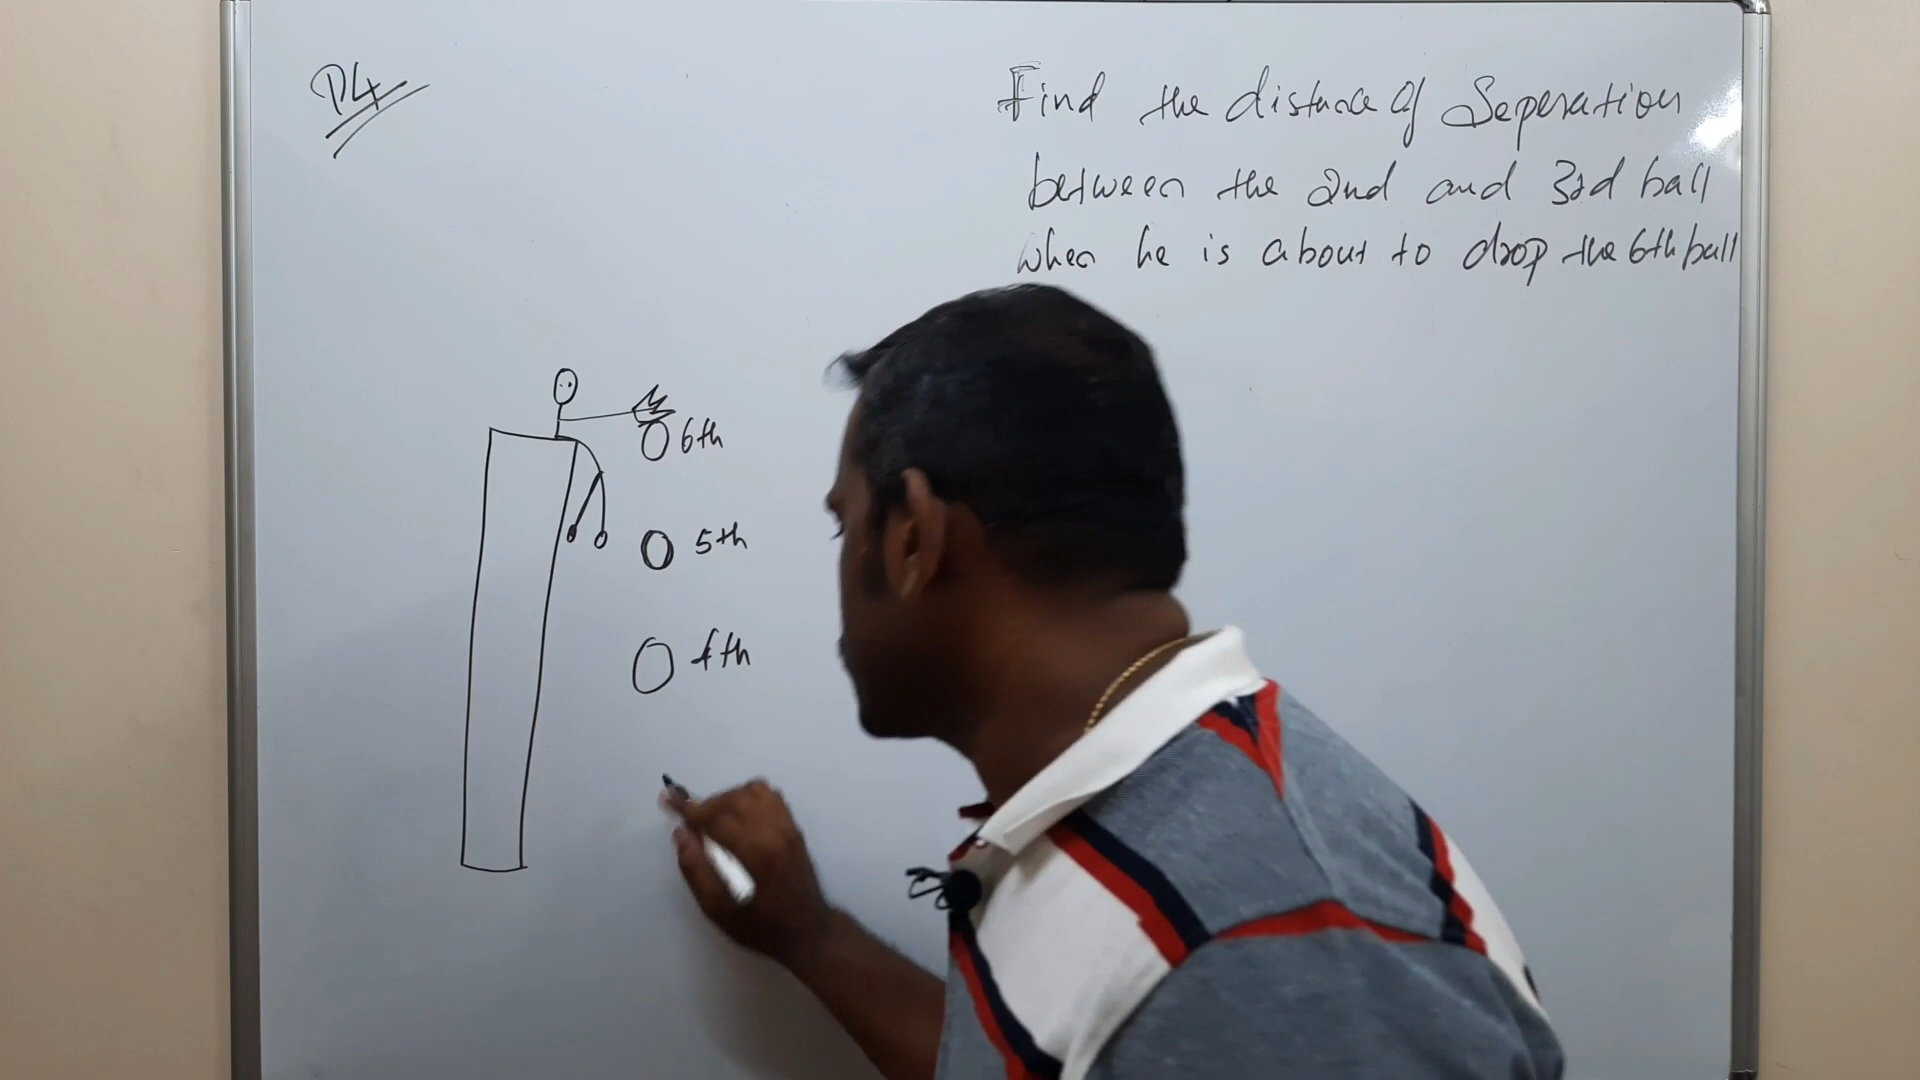 P4
Find the distance of Seperation
between the 2nd and 3rd ball
when he is about to drop the 6th ball
6th
5th
4th